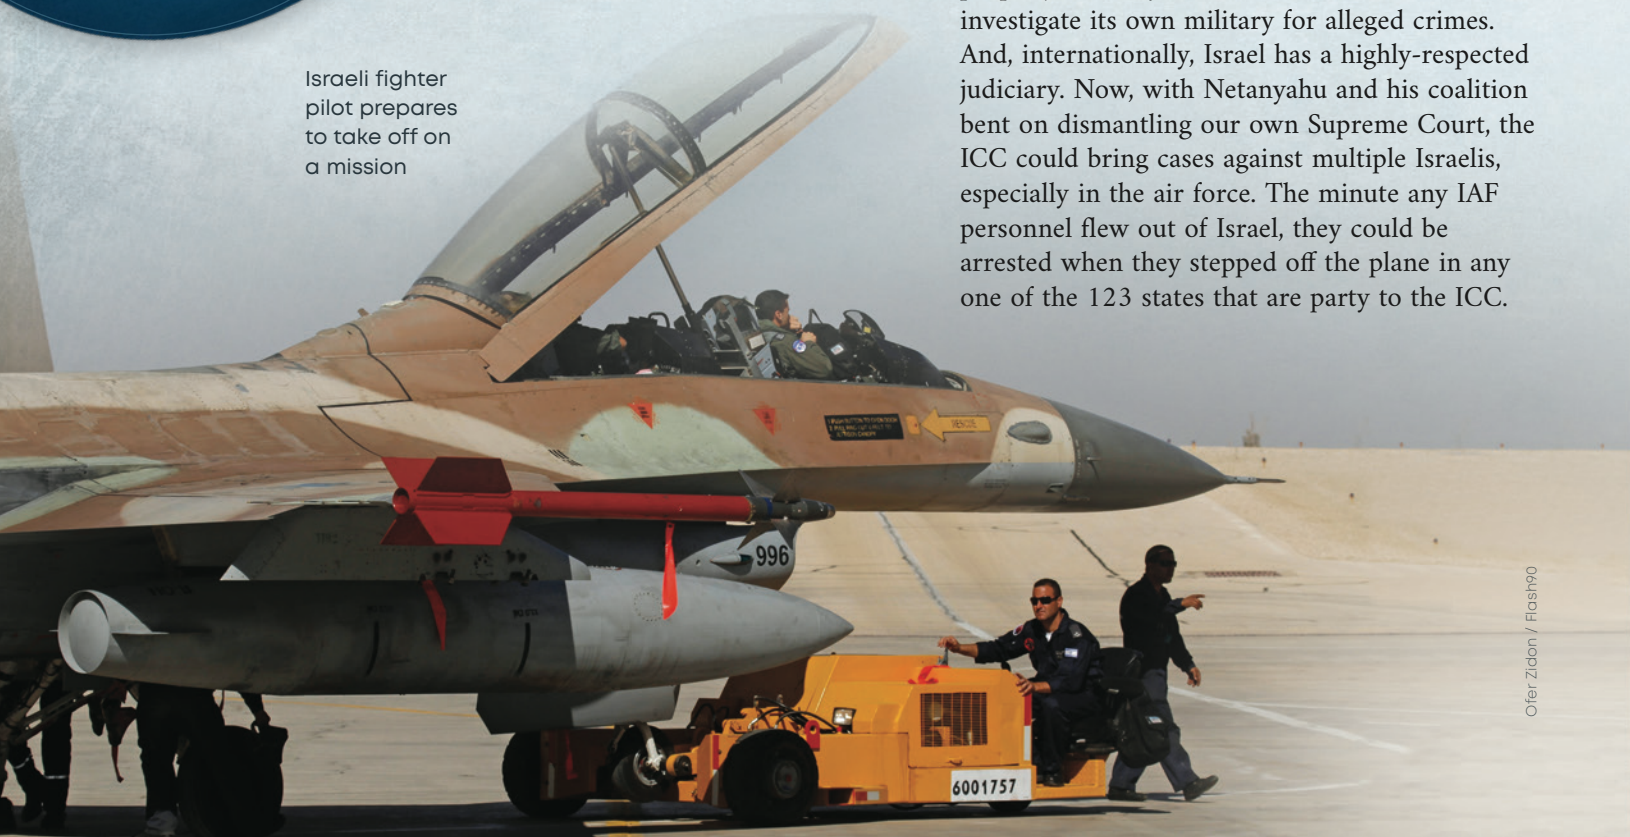 Israeli fighter
pilot prepares
to take off on
a mission
investigate its own military for alleged crimes.
And, internationally, Israel has a highly-respected
judiciary. Now, with Netanyahu and his coalition
bent on dismantling our own Supreme Court, the
ICC could bring cases against multiple Israelis,
especially in the air force. The minute any IAF
personnel flew out of Israel, they could be
arrested when they stepped off the plane in any
one of the 123 states that are party to the ICC.
RESCUE
996
6001757
Ofer Zidon / Flash90